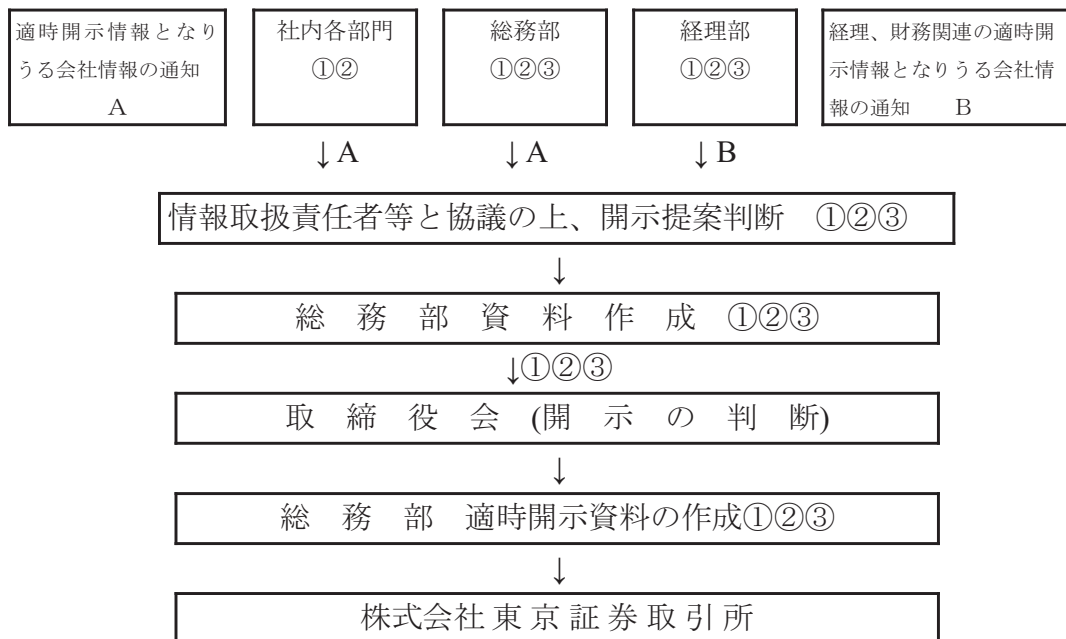 適時開示情報となり
うる会社情報の通知
A
社内各部門
①②
総務部
①②③
経理部
①②③
経理、財務関連の適時開
示情報となりうる会社情
報の通知 B
↓A
↓A
↓B
情報取扱責任者等と協議の上、開示提案判断 ①②③
↓
総 務 部 資 料 作 成 ①②③
↓①②③
取 締 役 会 (開 示 の 判 断)
↓
総 務 部 適時開示資料の作成①②③
↓
株式会社東京証券取引所